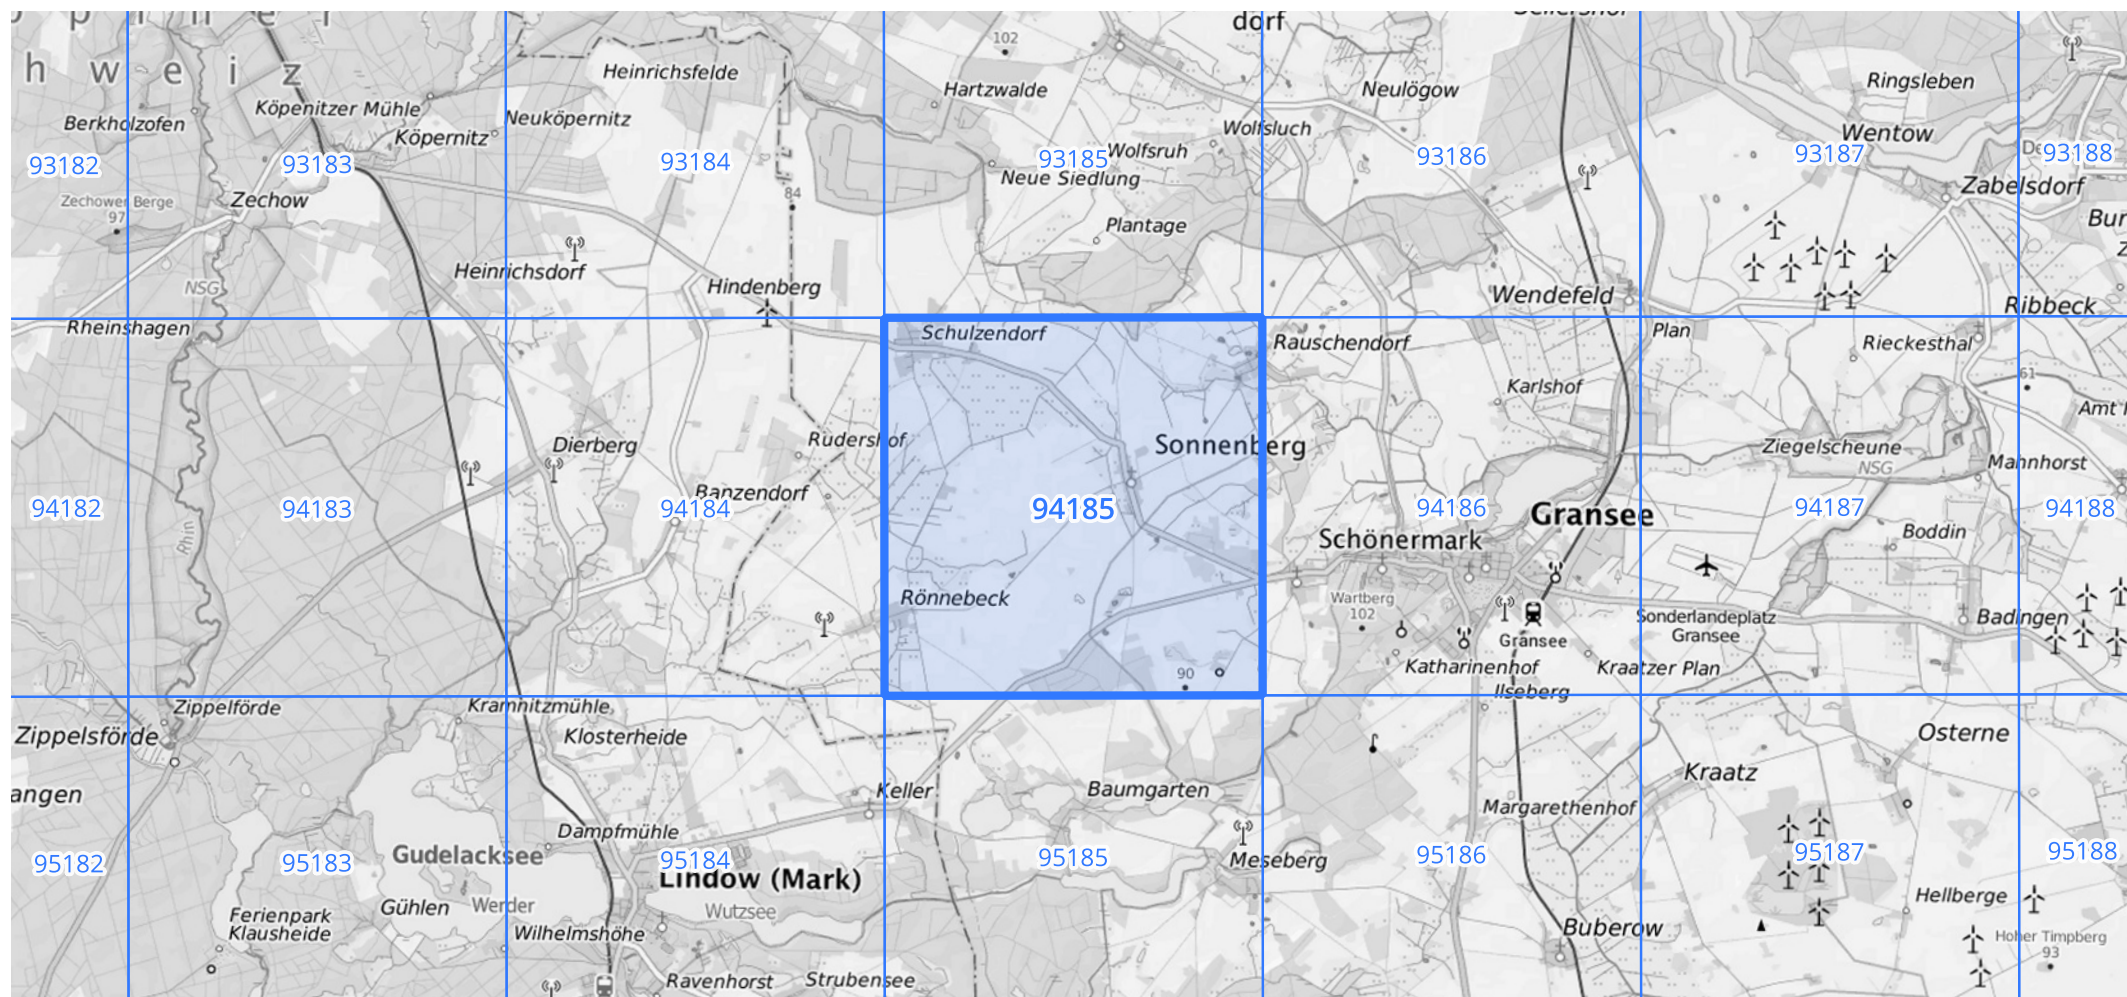 h w e i z
dorf
102
Heinrichsfelde
Hartzwalde
Neulögow
Ringsleben
Berkholzofen
Köpenitzer Mühle
Köpernitz
Neuköpernitz
Wolfsluch
Wentow
93182
93183
93184
93185
Wolfsruh
93186
93187
93188
Neue Siedlung
Zechow
Zechower Berge
97
84
Zabelsdorf
Plantage
Heinrichsdorf
Hindenberg
NSG
Wendefeld
Ribbeck
Rheinshagen
Schulzendorf
Rauschendorf
Plan
Rieckesthal
Karlshof
61
Amt
Dierberg
Rudershof
Sonnenberg
Ziegelscheune
NSG
Mahnhorst
Banzendorf
94182
94183
94184
94185
94186
94187
94188
Gransee
Rhin
Schönermark
Boddin
Rönnebeck
Wartberg
102
Sonderlandeplatz
Gransee
Badingen
Gransee
Katharinenhof
Kraatzer Plan
90
Ilseberg
Zippelförde
Kramnitzmühle
Zippelsförde
Klosterheide
Osterne
Kraatz
angen
Keller
Baumgarten
Margarethenhof
Dampfmühle
Gudelacksee
95182
95183
95184
95185
Meseberg
95186
95187
95188
Lindow (Mark)
Gühlen
Werder
Wutzsee
Hellberge
Ferienpark
Klausheide
Wilhelmshöhe
Buberow
Hoher Timpberg
93
Ravenhorst
Strubensee